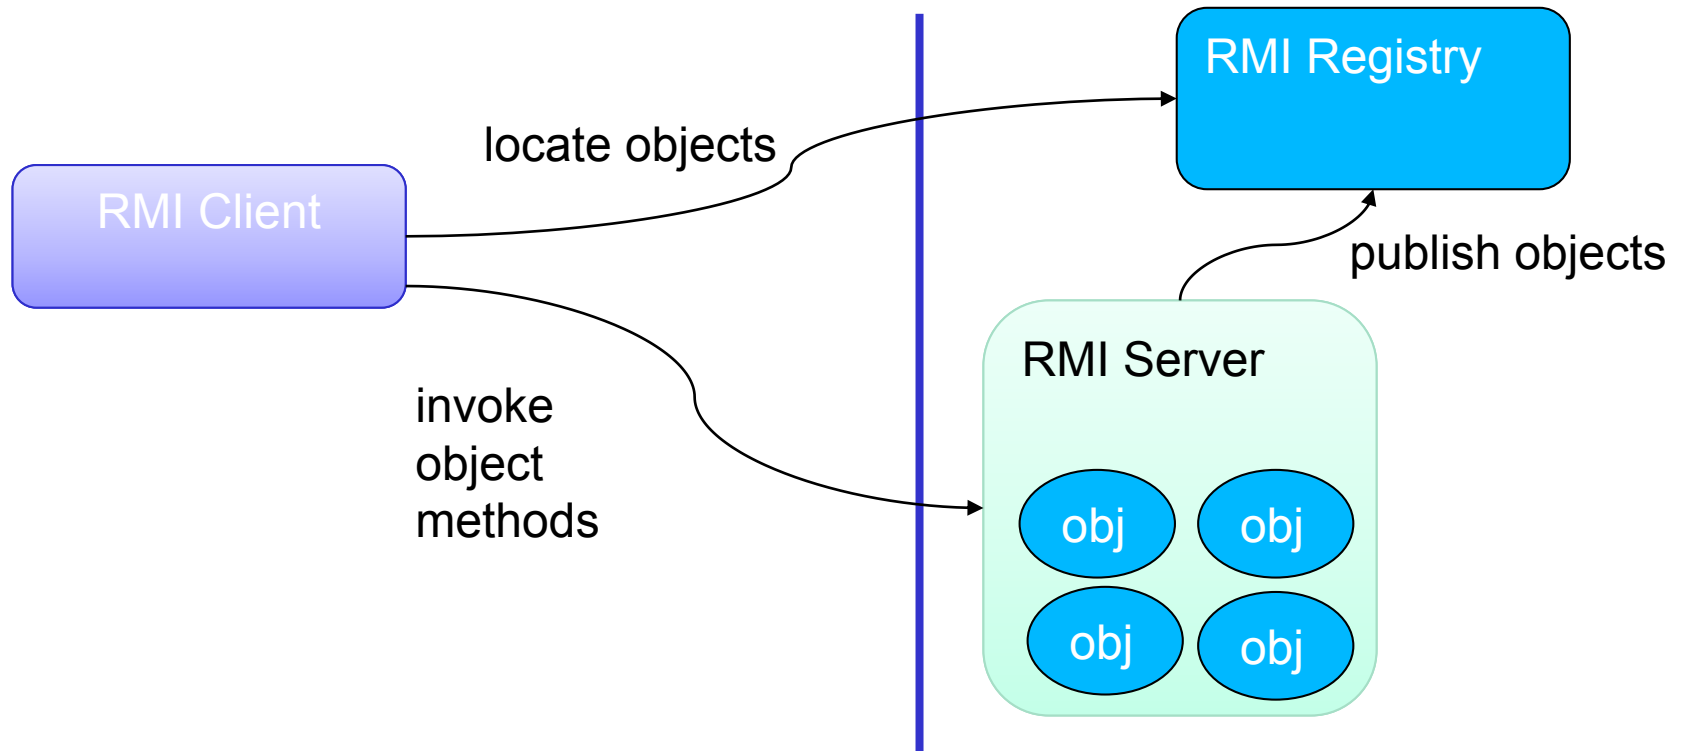 RMI Registry
locate objects
RMI Client
publish objects
RMI Server
invoke
object
methods
obj
obj
obj
obj